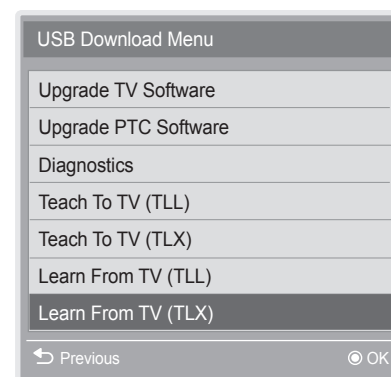 USB Download Menu
Upgrade TV Software
Upgrade PTC Software
Diagnostics
Teach To TV (TLL)
Teach To TV (TLX)
Learn From TV (TLL)
Learn From TV (TLX)
Previous OK